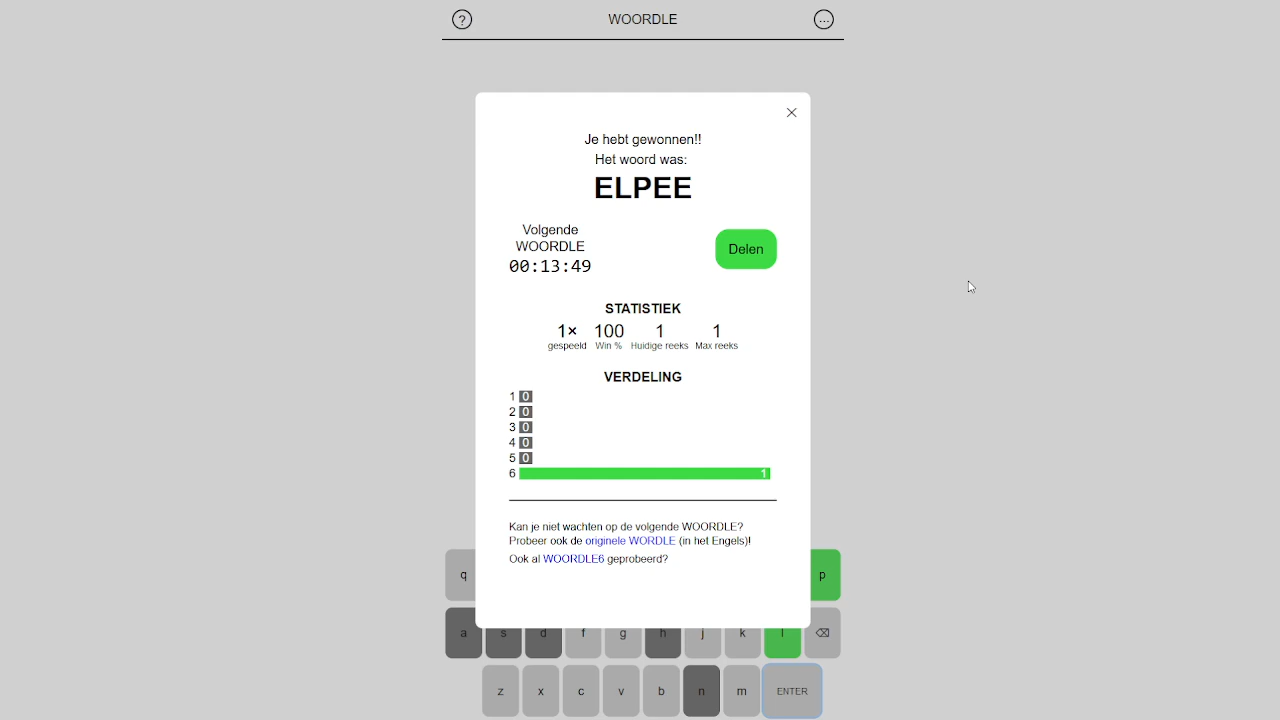 ?
WOORDLE
...
Je hebt gewonnen!!
Het woord was:
ELPEE
Volgende
WOORDLE
00:13:49
Delen
STATISTIEK
1× 100 1 1
gespeeld Win % Huidige reeks Max reeks
VERDELING
1 0
2 0
3 0
4 0
5 0
6 1
Kan je niet wachten op de volgende WOORDLE?
Probeer ook de originele WORDLE (in het Engels)!
Ook al WOORDLE6 geprobeerd?
q p
a s d f g h j k l
z x c v b n m ENTER